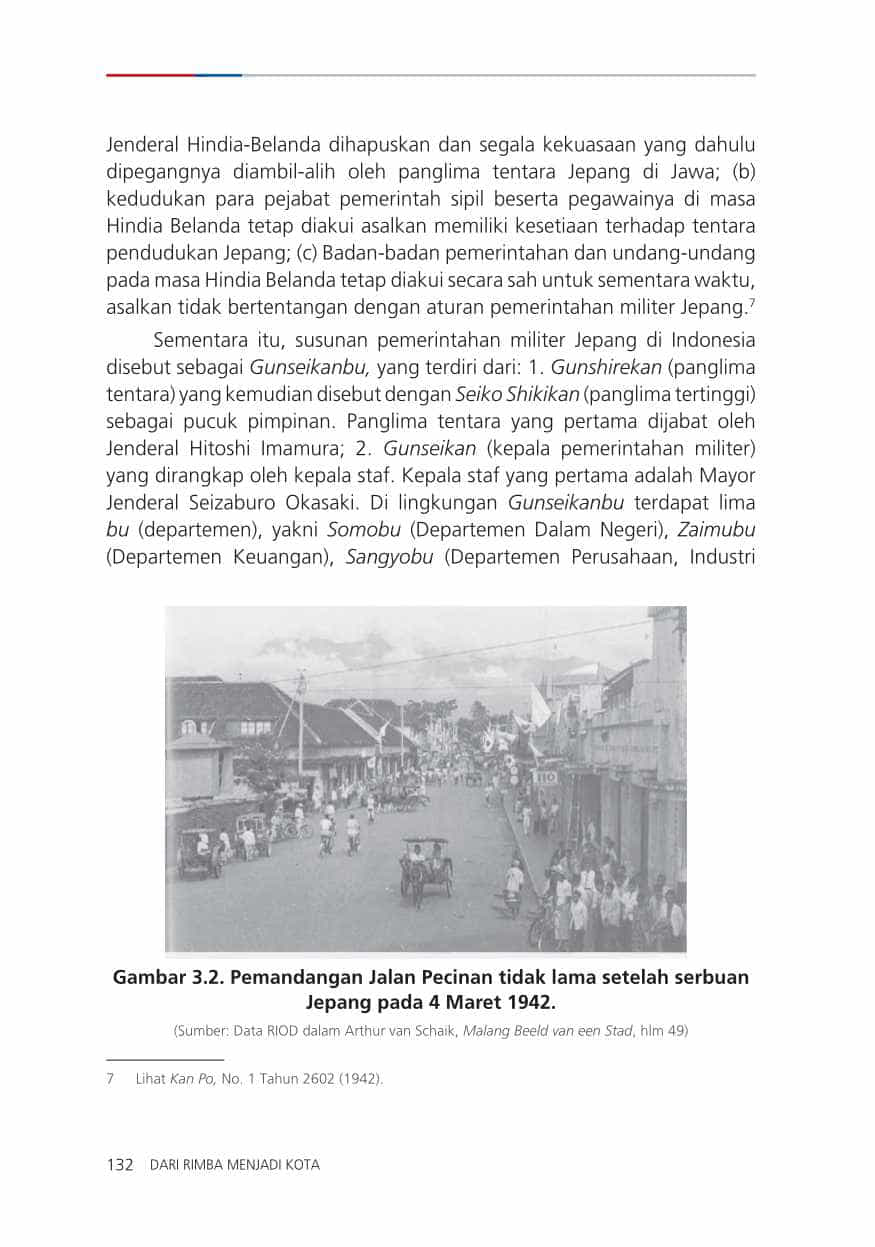 Jenderal Hindia-Belanda dihapuskan dan segala kekuasaan yang dahulu
dipegangnya diambil-alih oleh panglima tentara Jepang di Jawa; (b)
kedudukan para pejabat pemerintah sipil beserta pegawainya di masa
Hindia Belanda tetap diakui asalkan memiliki kesetiaan terhadap tentara
pendudukan Jepang; (c) Badan-badan pemerintahan dan undang-undang
pada masa Hindia Belanda tetap diakui secara sah untuk sementara waktu,
asalkan tidak bertentangan dengan aturan pemerintahan militer Jepang.7
Sementara itu, susunan pemerintahan militer Jepang di Indonesia
disebut sebagai Gunseikanbu, yang terdiri dari: 1. Gunshirekan (panglima
tentara) yang kemudian disebut dengan Seiko Shikikan (panglima tertinggi)
sebagai pucuk pimpinan. Panglima tentara yang pertama dijabat oleh
Jenderal Hitoshi Imamura; 2. Gunseikan (kepala pemerintahan militer)
yang dirangkap oleh kepala staf. Kepala staf yang pertama adalah Mayor
Jenderal Seizaburo Okasaki. Di lingkungan Gunseikanbu terdapat lima
bu (departemen), yakni Somobu (Departemen Dalam Negeri), Zaimubu
(Departemen Keuangan), Sangyobu (Departemen Perusahaan, Industri
Gambar 3.2. Pemandangan Jalan Pecinan tidak lama setelah serbuan
Jepang pada 4 Maret 1942.
(Sumber: Data RIOD dalam Arthur van Schaik, Malang Beeld van een Stad, hlm 49)
7 Lihat Kan Po, No. 1 Tahun 2602 (1942).
132 DARI RIMBA MENJADI KOTA